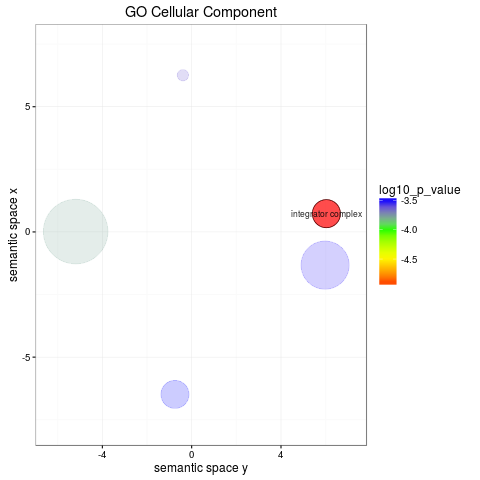 GO Cellular Component
semantic space x
5
0
-5
integrator complex
-4
0
4
semantic space y
log10_p_value
-3.5
-4.0
-4.5